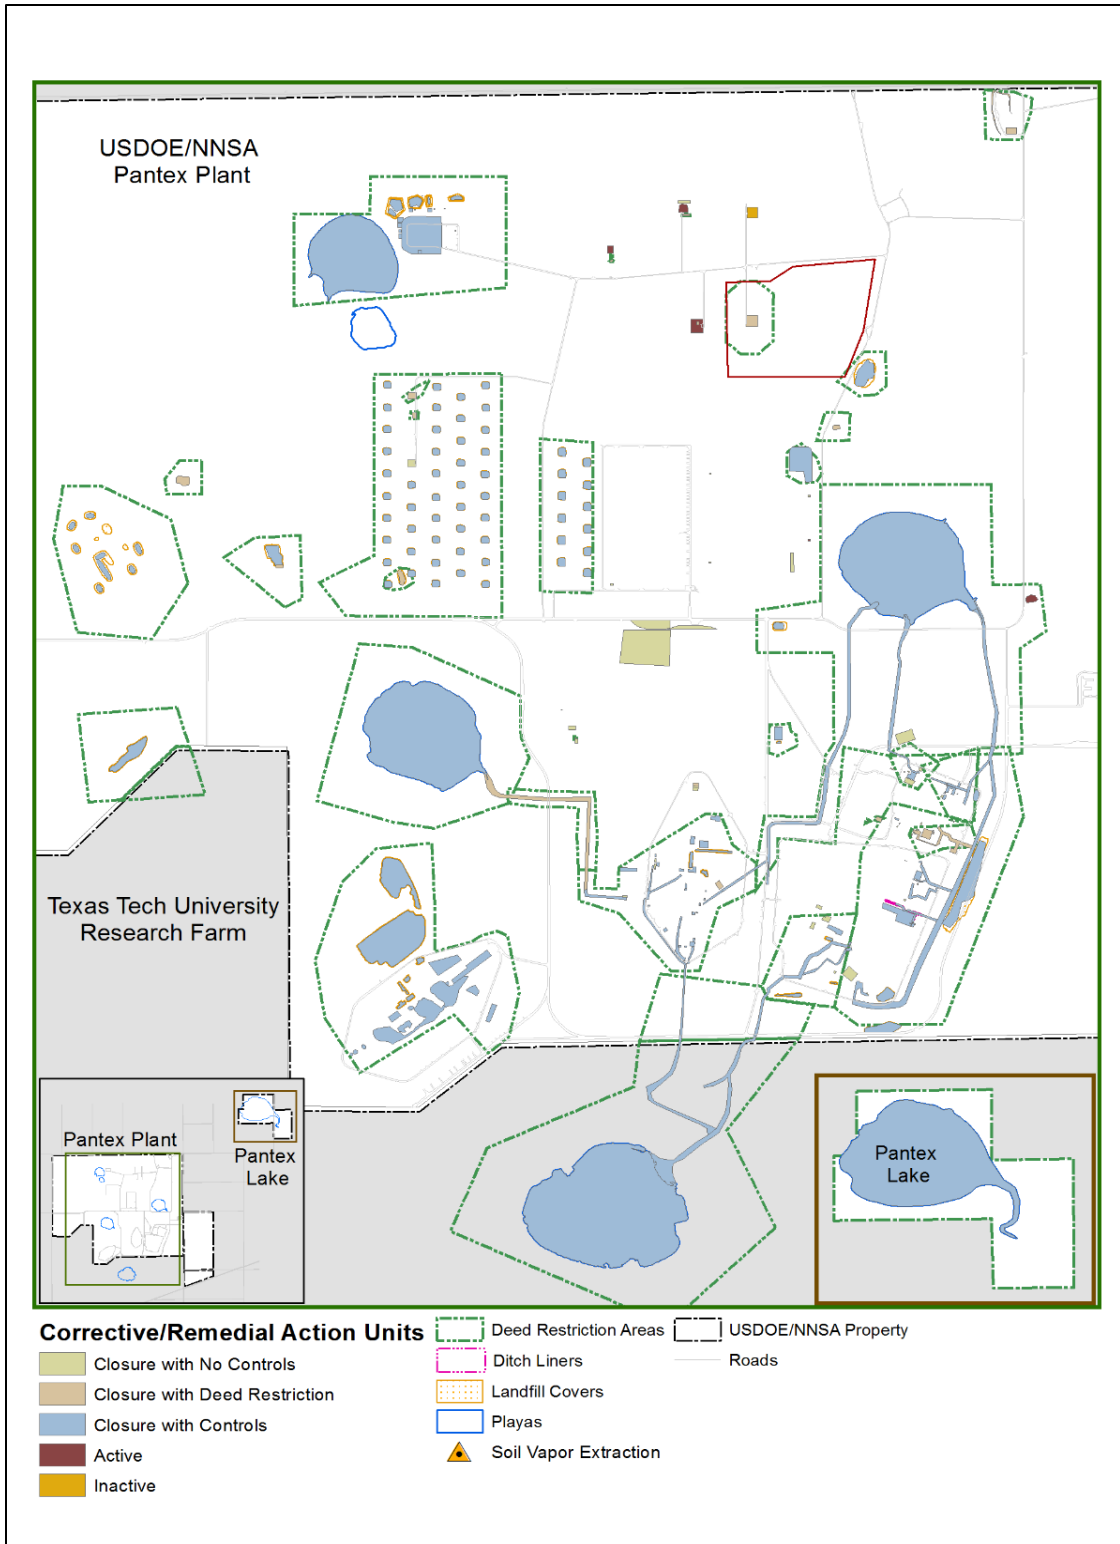 USDOE/NNSA
Pantex Plant
Texas Tech University
Research Farm
Pantex Plant
Pantex
Lake
Pantex
Lake
Corrective/Remedial Action Units
Closure with No Controls
Closure with Deed Restriction
Closure with Controls
Active
Inactive
Deed Restriction Areas
Ditch Liners
Landfill Covers
Playas
Soil Vapor Extraction
USDOE/NNSA Property
Roads